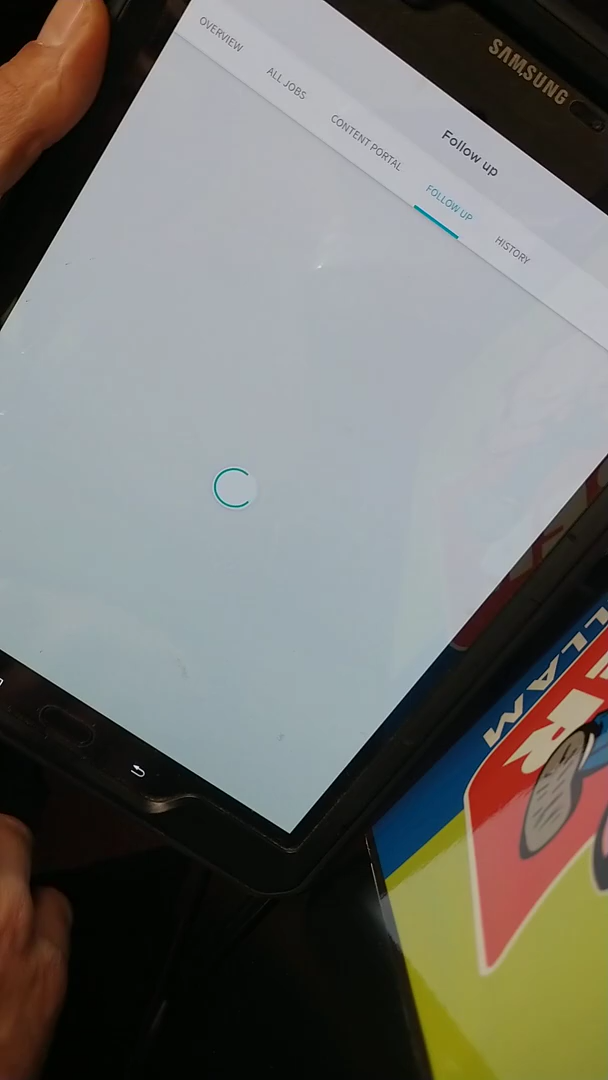 SAMSUNG
Follow up
OVERVIEW
ALL JOBS
CONTENT PORTAL
FOLLOW UP
HISTORY